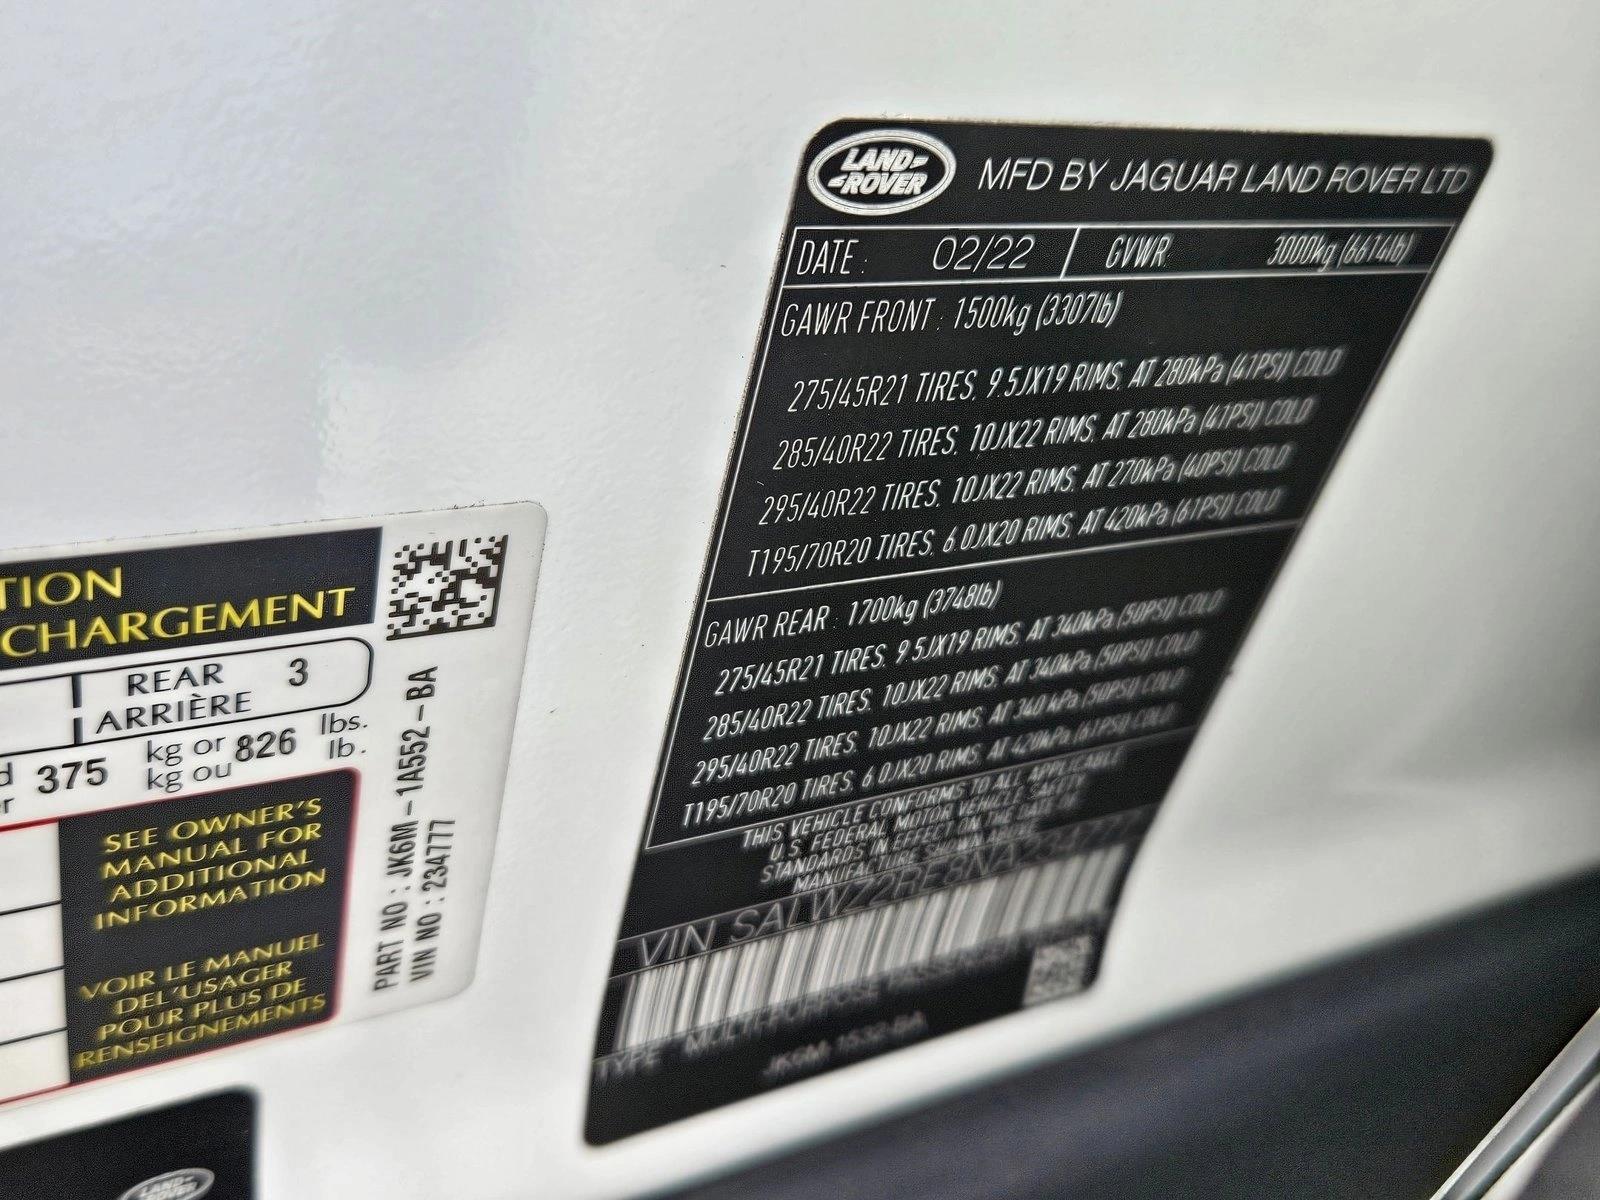 TION
CHARGEMENT
REAR
ARRIÈRE
3
375 kg or 826 lbs.
kg ou lb.
SEE OWNER'S
MANUAL FOR
ADDITIONAL
INFORMATION
VOIR LE MANUEL
DEL'USAGER
POUR PLUS DE
RENSEIGNEMENTS
PART NO : JK6M-1A552-BA
VIN NO : 234777
LAND-
-ROVER
MFD BY JAGUAR LAND ROVER LTD
DATE : 02/22 GVWR 3000kg (6614lb)
GAWR FRONT : 1500kg (3307lb)
275/45R21 TIRES, 9.5JX19 RIMS, AT 280kPa (41PSI) COLD
285/40R22 TIRES, 10JX22 RIMS, AT 280kPa (41PSI) COLD
295/40R22 TIRES, 10JX22 RIMS, AT 270kPa (40PSI) COLD
T195/70R20 TIRES, 6.0JX20 RIMS, AT 420kPa (61PSI) COLD
GAWR REAR : 1700kg (3748lb)
275/45R21 TIRES, 9.5JX19 RIMS, AT 340kPa (50PSI) COLD
285/40R22 TIRES, 10JX22 RIMS, AT 340kPa (50PSI) COLD
295/40R22 TIRES, 10JX22 RIMS, AT 340 kPa (50PSI) COLD
T195/70R20 TIRES, 6.0JX20 RIMS, AT 420kPa (61PSI) COLD
THIS VEHICLE CONFORMS TO ALL APPLICABLE
U.S. FEDERAL MOTOR VEHICLE SAFETY
STANDARDS IN EFFECT ON THE DATE OF
MANUFACTURE SHOWN ABOVE.
VIN SALWZ2RE8NA234777
TYPE : MULTI-PURPOSE PASSENGER
LAND-
-ROVER